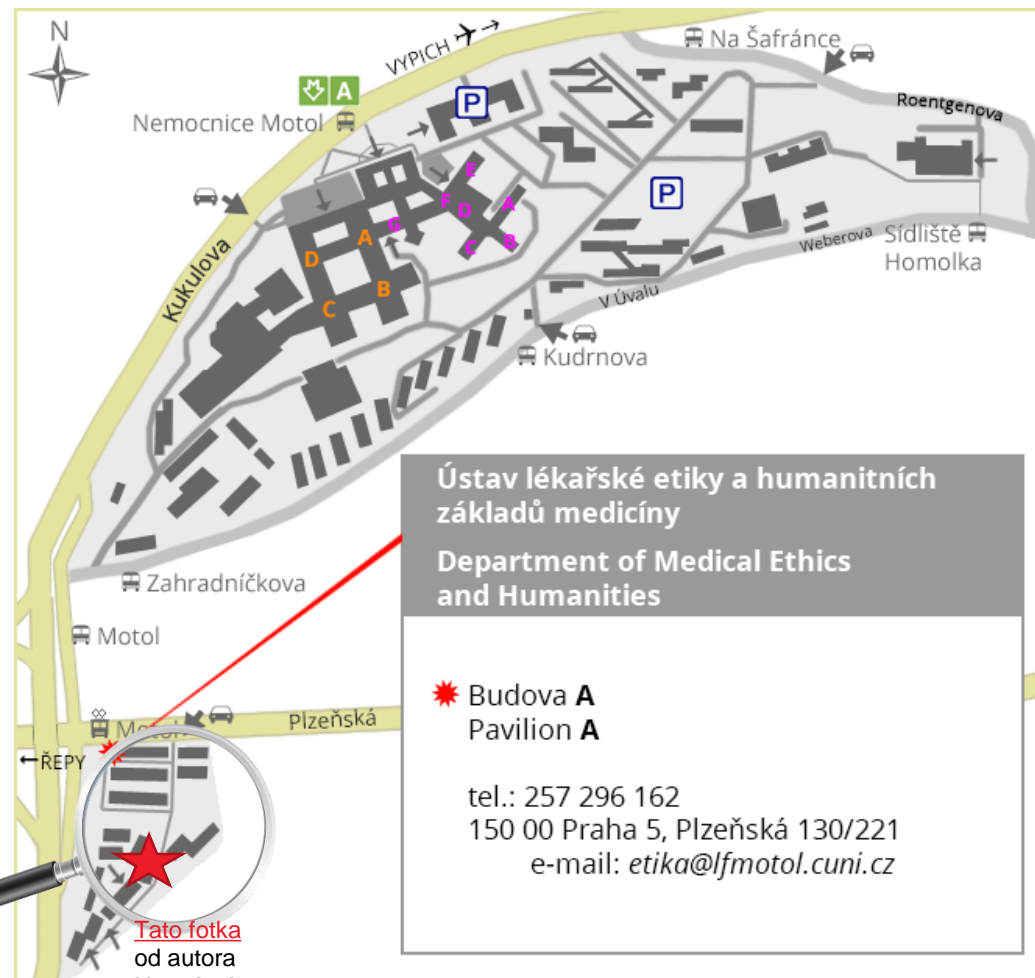 N
VYPICH
Na Šafránce
A
P
Nemocnice Motol
Roentgenova
E
P
F
D
A
G
A
C
B
Weberova
Sídliště
Homolka
D
Kukulova
B
C
V Úvalu
Kudrnova
Ústav lékařské etiky a humanitních
základů medicíny
Department of Medical Ethics
and Humanities
Zahradníčkova
Motol
Budova A
Pavilion A
Plzeňská
Motol
ŘEPY
tel.: 257 296 162
150 00 Praha 5, Plzeňská 130/221
e-mail: etika@lfmotol.cuni.cz
Tato fotka
od autora